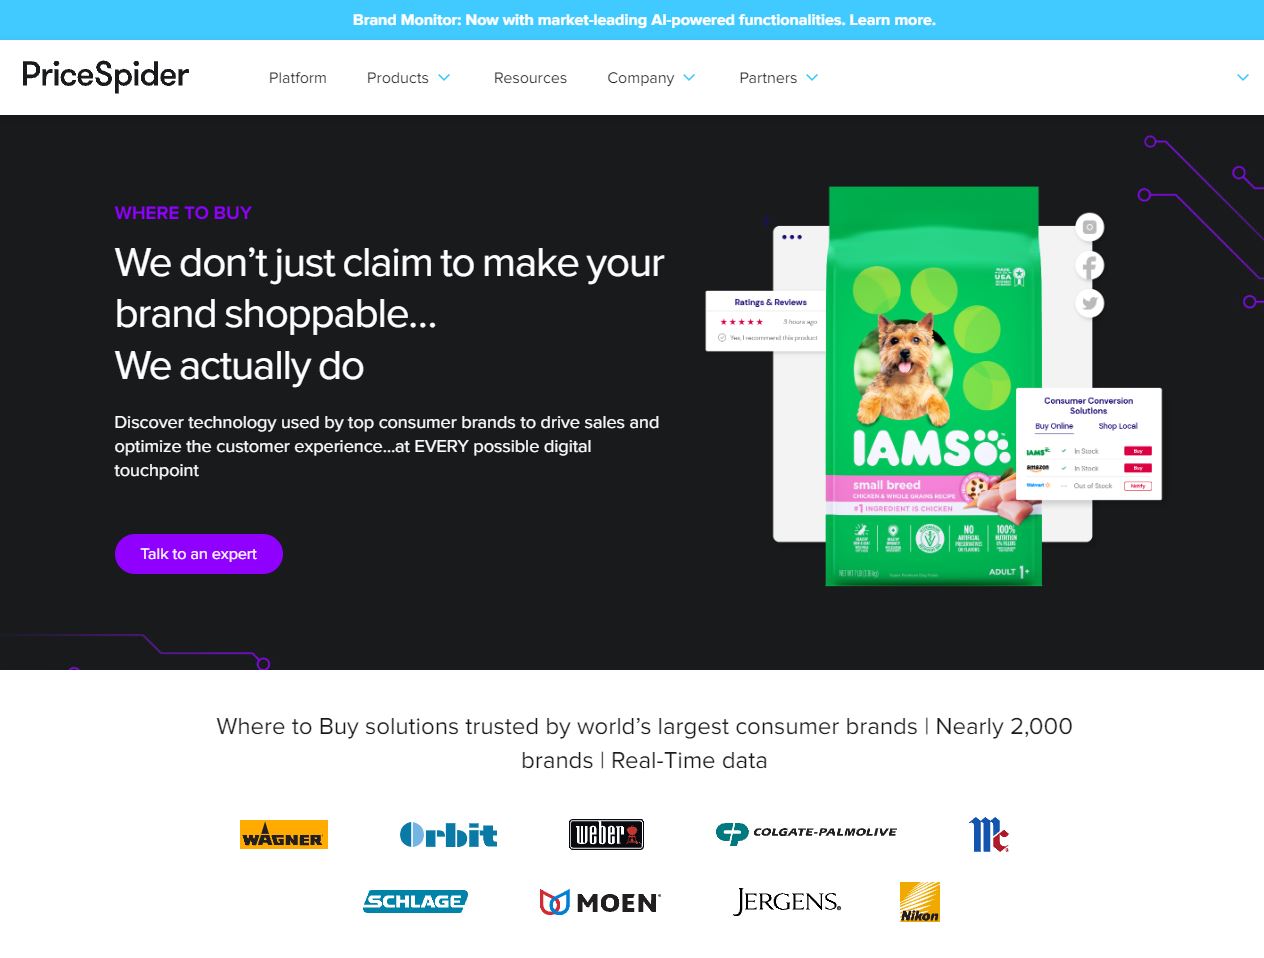 Brand Monitor: Now with market-leading AI-powered functionalities. Learn more.
PriceSpider
Platform
Products
Resources
Company
Partners
WHERE TO BUY
We don't just claim to make your
brand shoppable...
We actually do
Discover technology used by top consumer brands to drive sales and
optimize the customer experience...at EVERY possible digital
touchpoint
Talk to an expert
Ratings & Reviews
3 hours ago
Yes, I recommend this product
MADE
USA
IAMS
small breed
CHICKEN & WHOLE GRAINS RECIPE
#1 INGREDIENT IS CHICKEN
NO
ARTIFICIAL
PRESERVATIVES
OR FLAVORS
100%
NUTRITION
0% FILLERS
ADULT 1+
Consumer Conversion
Solutions
Buy Online
Shop Local
IAMS
In Stock
Buy
amazon
In Stock
Buy
Walmart
Out of Stock
Notify
Where to Buy solutions trusted by world's largest consumer brands | Nearly 2,000
brands | Real-Time data
WAGNER
Orbit
weber
CP COLGATE-PALMOLIVE
Mc
SCHLAGE
MOEN
JERGENS
Nikon